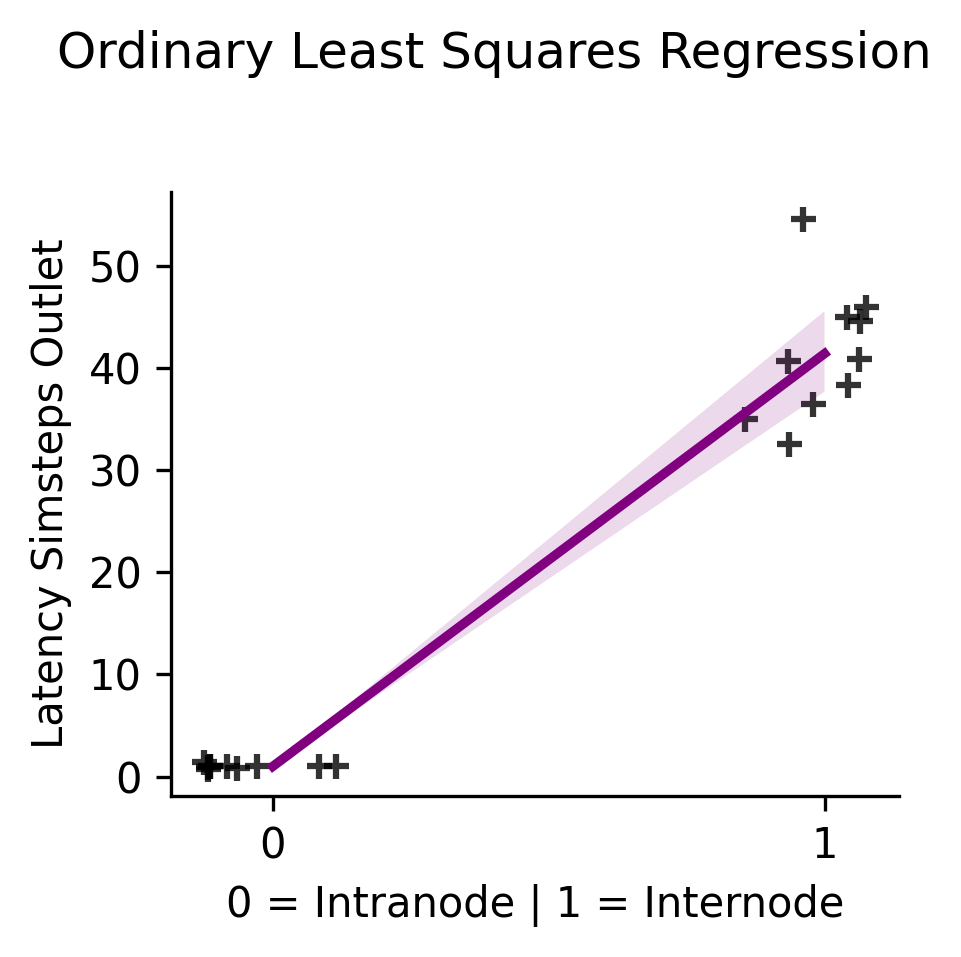 Ordinary Least Squares Regression
Latency Simsteps Outlet
50
40
30
20
10
0
0 1
0 = Intranode | 1 = Internode